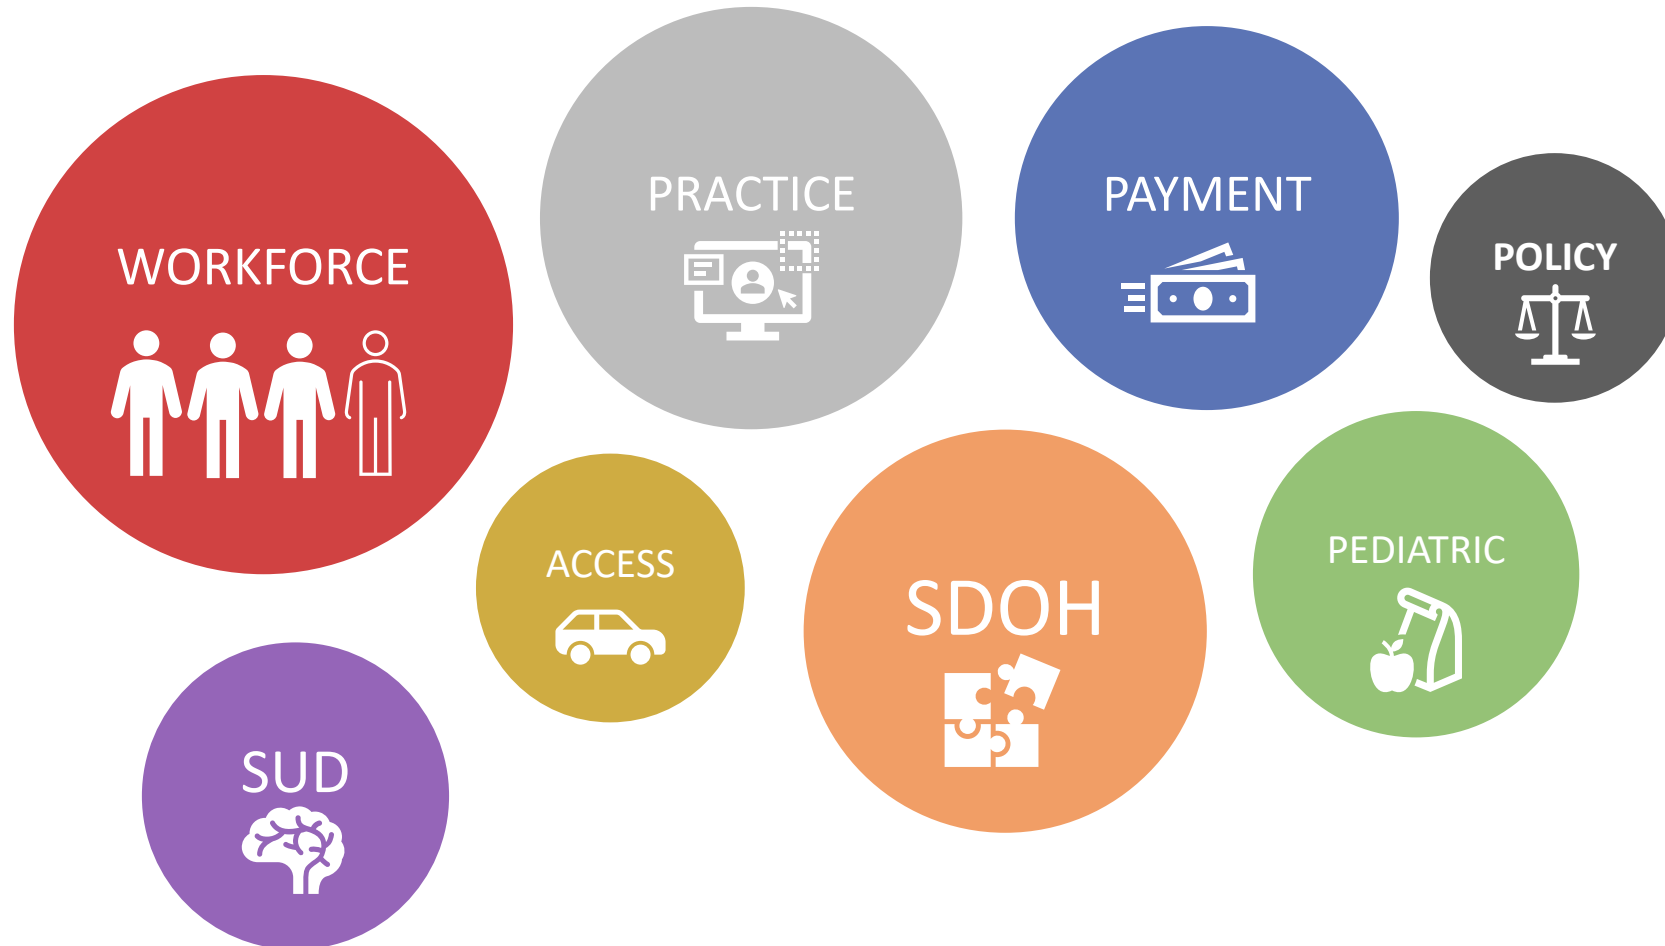 WORKFORCE
PRACTICE
PAYMENT
POLICY
ACCESS
SDOH
PEDIATRIC
SUD